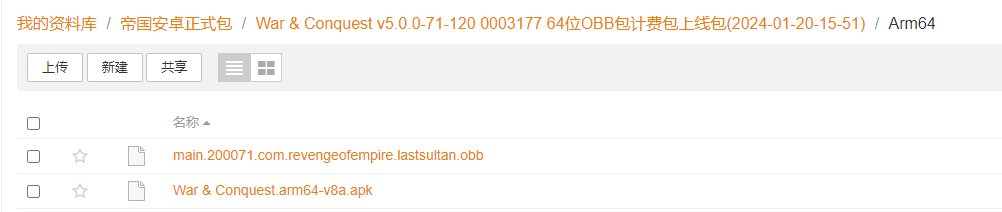 我的资料库 / 帝国安卓正式包 / War & Conquest v5.0.0-71-120 0003177 64位OBB包计费包上线包(2024-01-20-15-51) / Arm64
上传 新建 共享
名称
main.200071.com.revengeofempire.lastsultan.obb
War & Conquest.arm64-v8a.apk